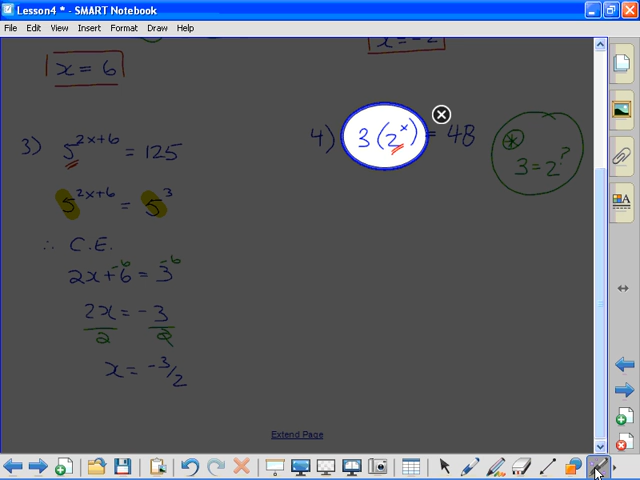 Lesson4 * - SMART Notebook
File Edit View Insert Format Draw Help
x = 6
x = -2
3) 5^{2x+6} = 125
5^{2x+6} = 5^3
∴ C.E.
2x + 6 = 3
-6 -6
2x = -3
2 2
x = -3/2
4) 3(2^x) = 48
* 3 = 2^?
Extend Page